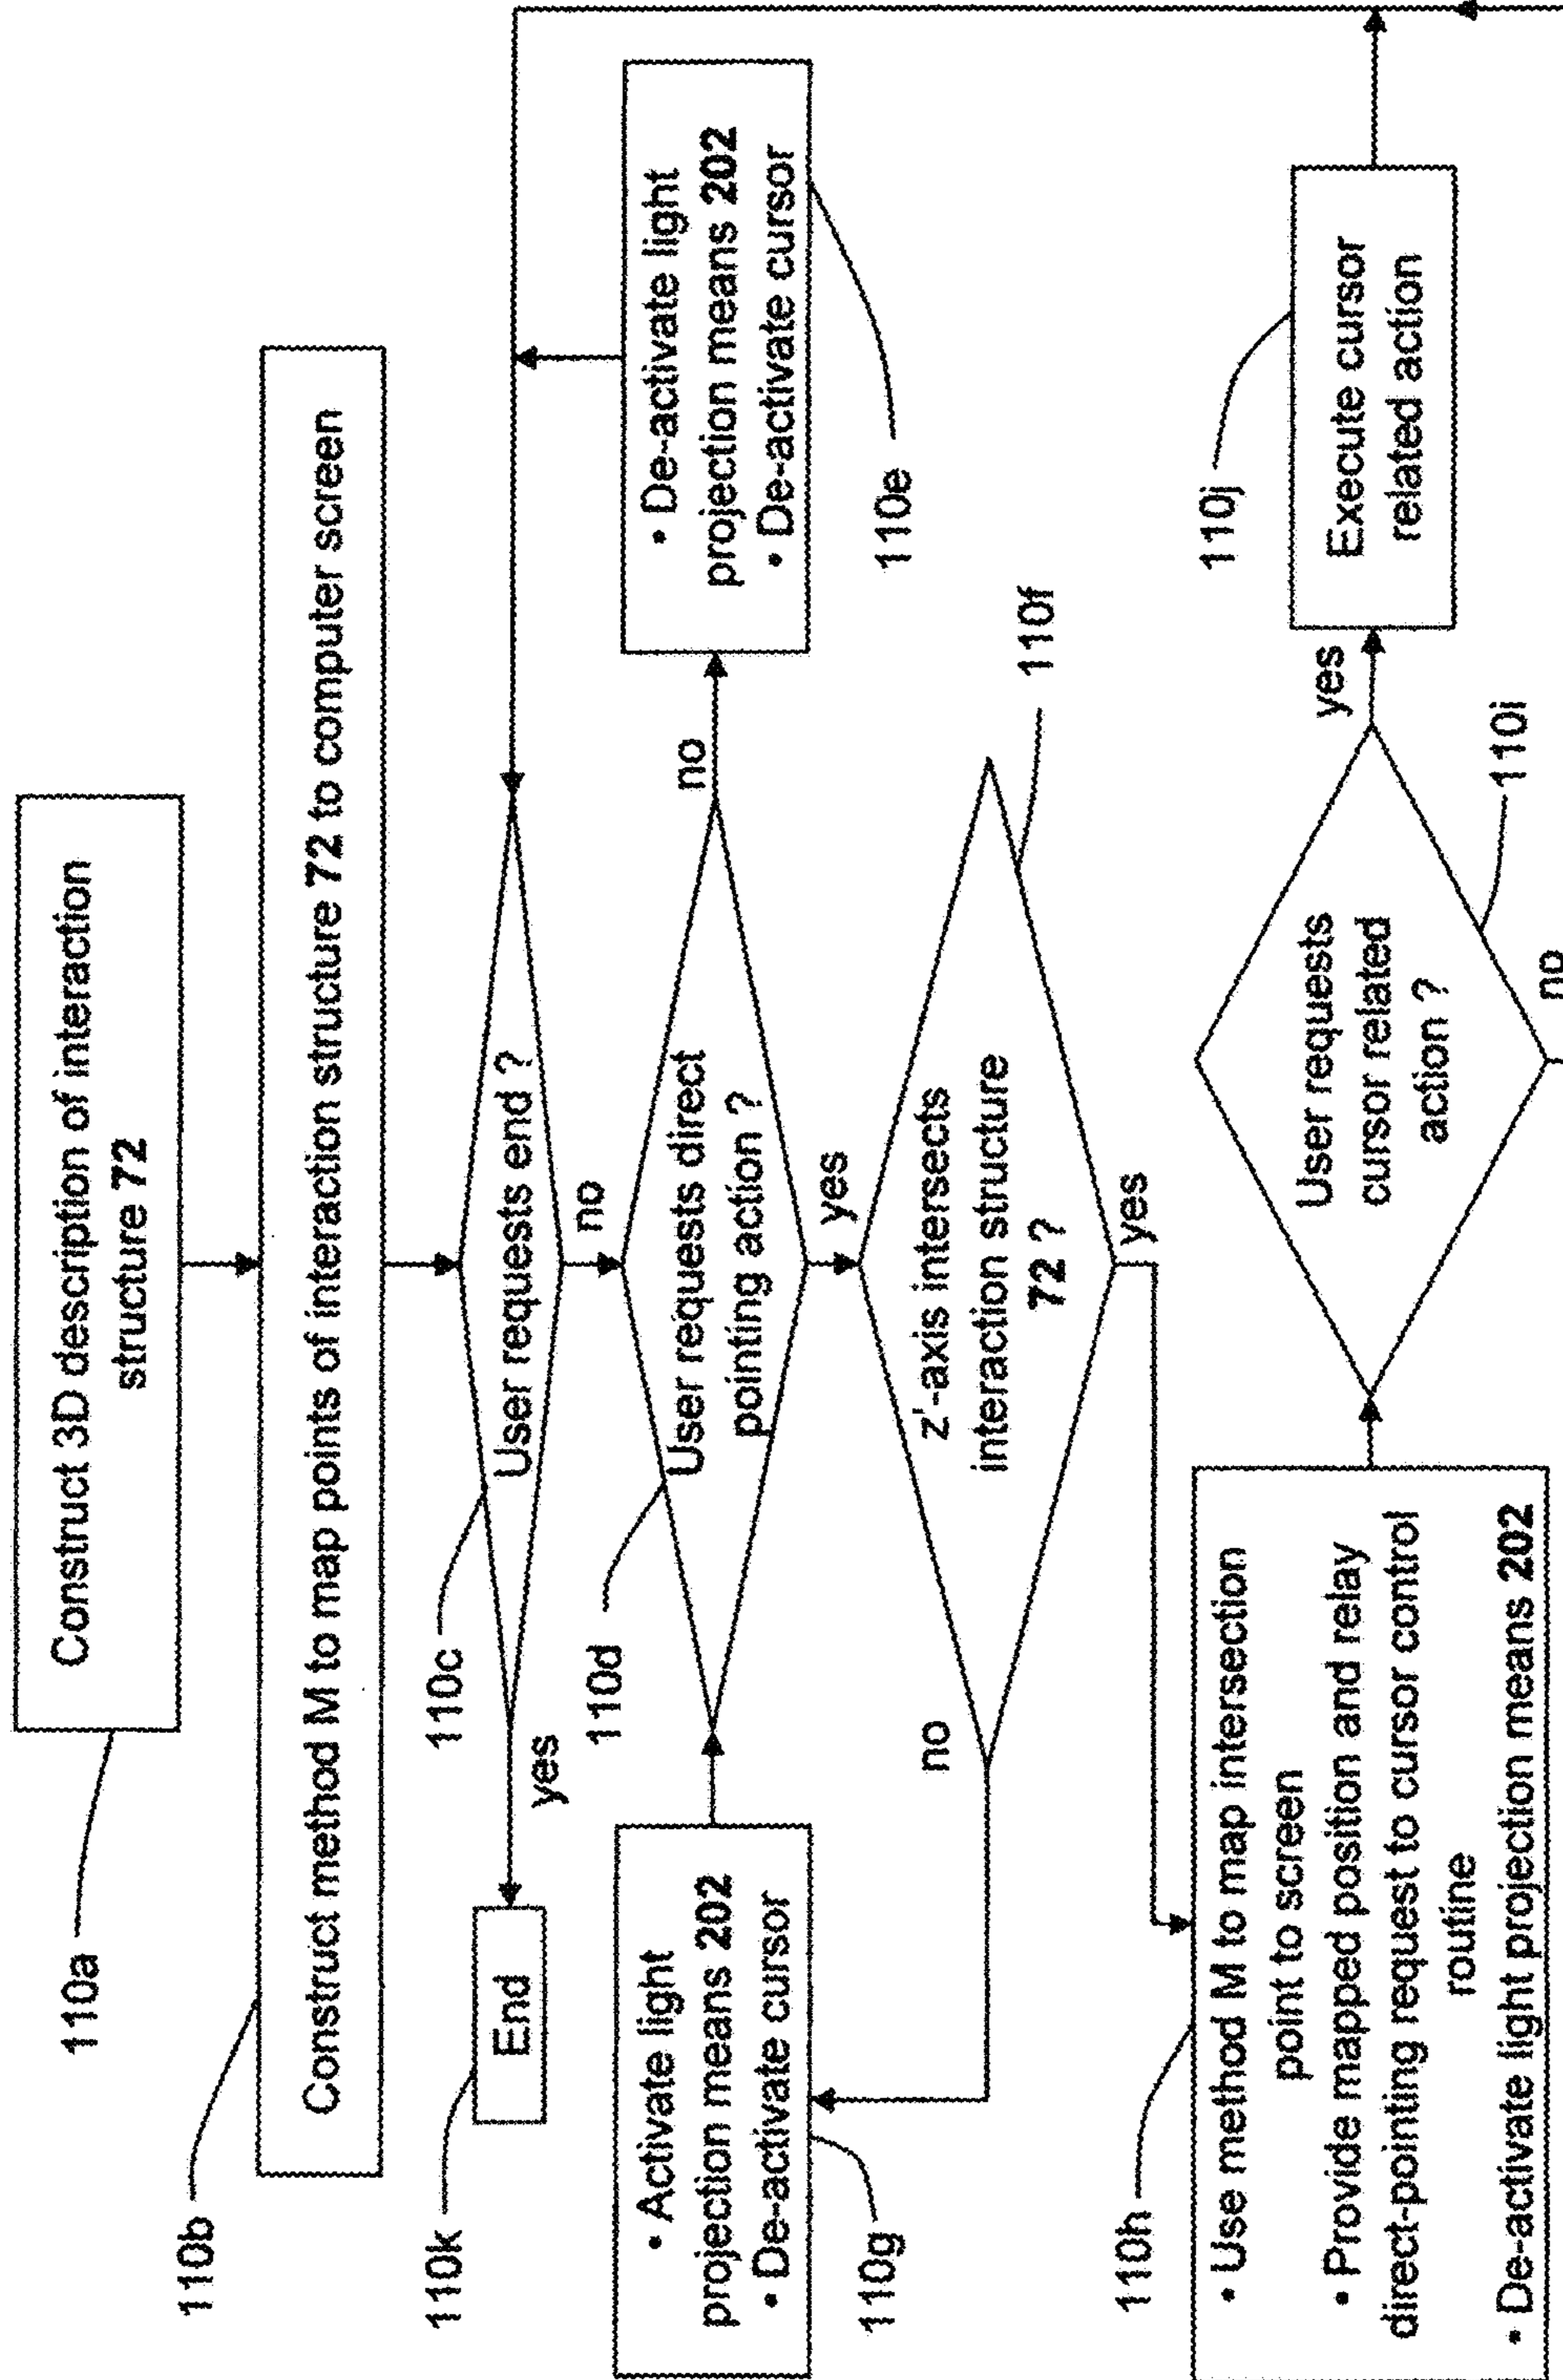 110a
Construct 3D description of interaction
structure 72
110b
Construct method M to map points of interaction structure 72 to computer screen
110c
User requests end ?
yes
no
110k
End
110d
User requests direct
pointing action ?
no
yes
• De-activate light
projection means 202
• De-activate cursor
110e
• Activate light
projection means 202
• De-activate cursor
110g
z'-axis intersects
interaction structure
72 ?
110f
no
yes
110h
• Use method M to map intersection
point to screen
• Provide mapped position and relay
direct-pointing request to cursor control
routine
• De-activate light projection means 202
User requests
cursor related
action ?
110i
yes
no
110j
Execute cursor
related action